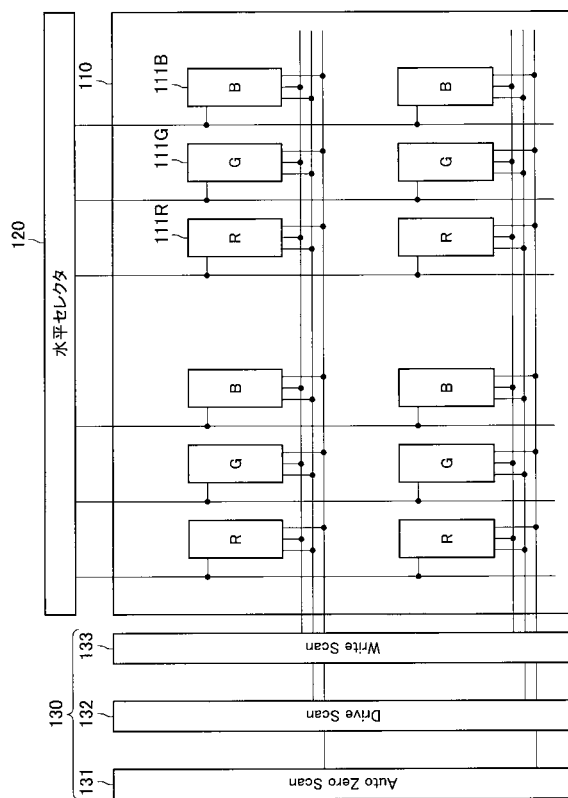 120
水平セレクタ
130
131
132
133
110
111R
111G
111B
R
G
B
R
G
B
Auto Zero Scan
Drive Scan
Write Scan
R
G
B
R
G
B